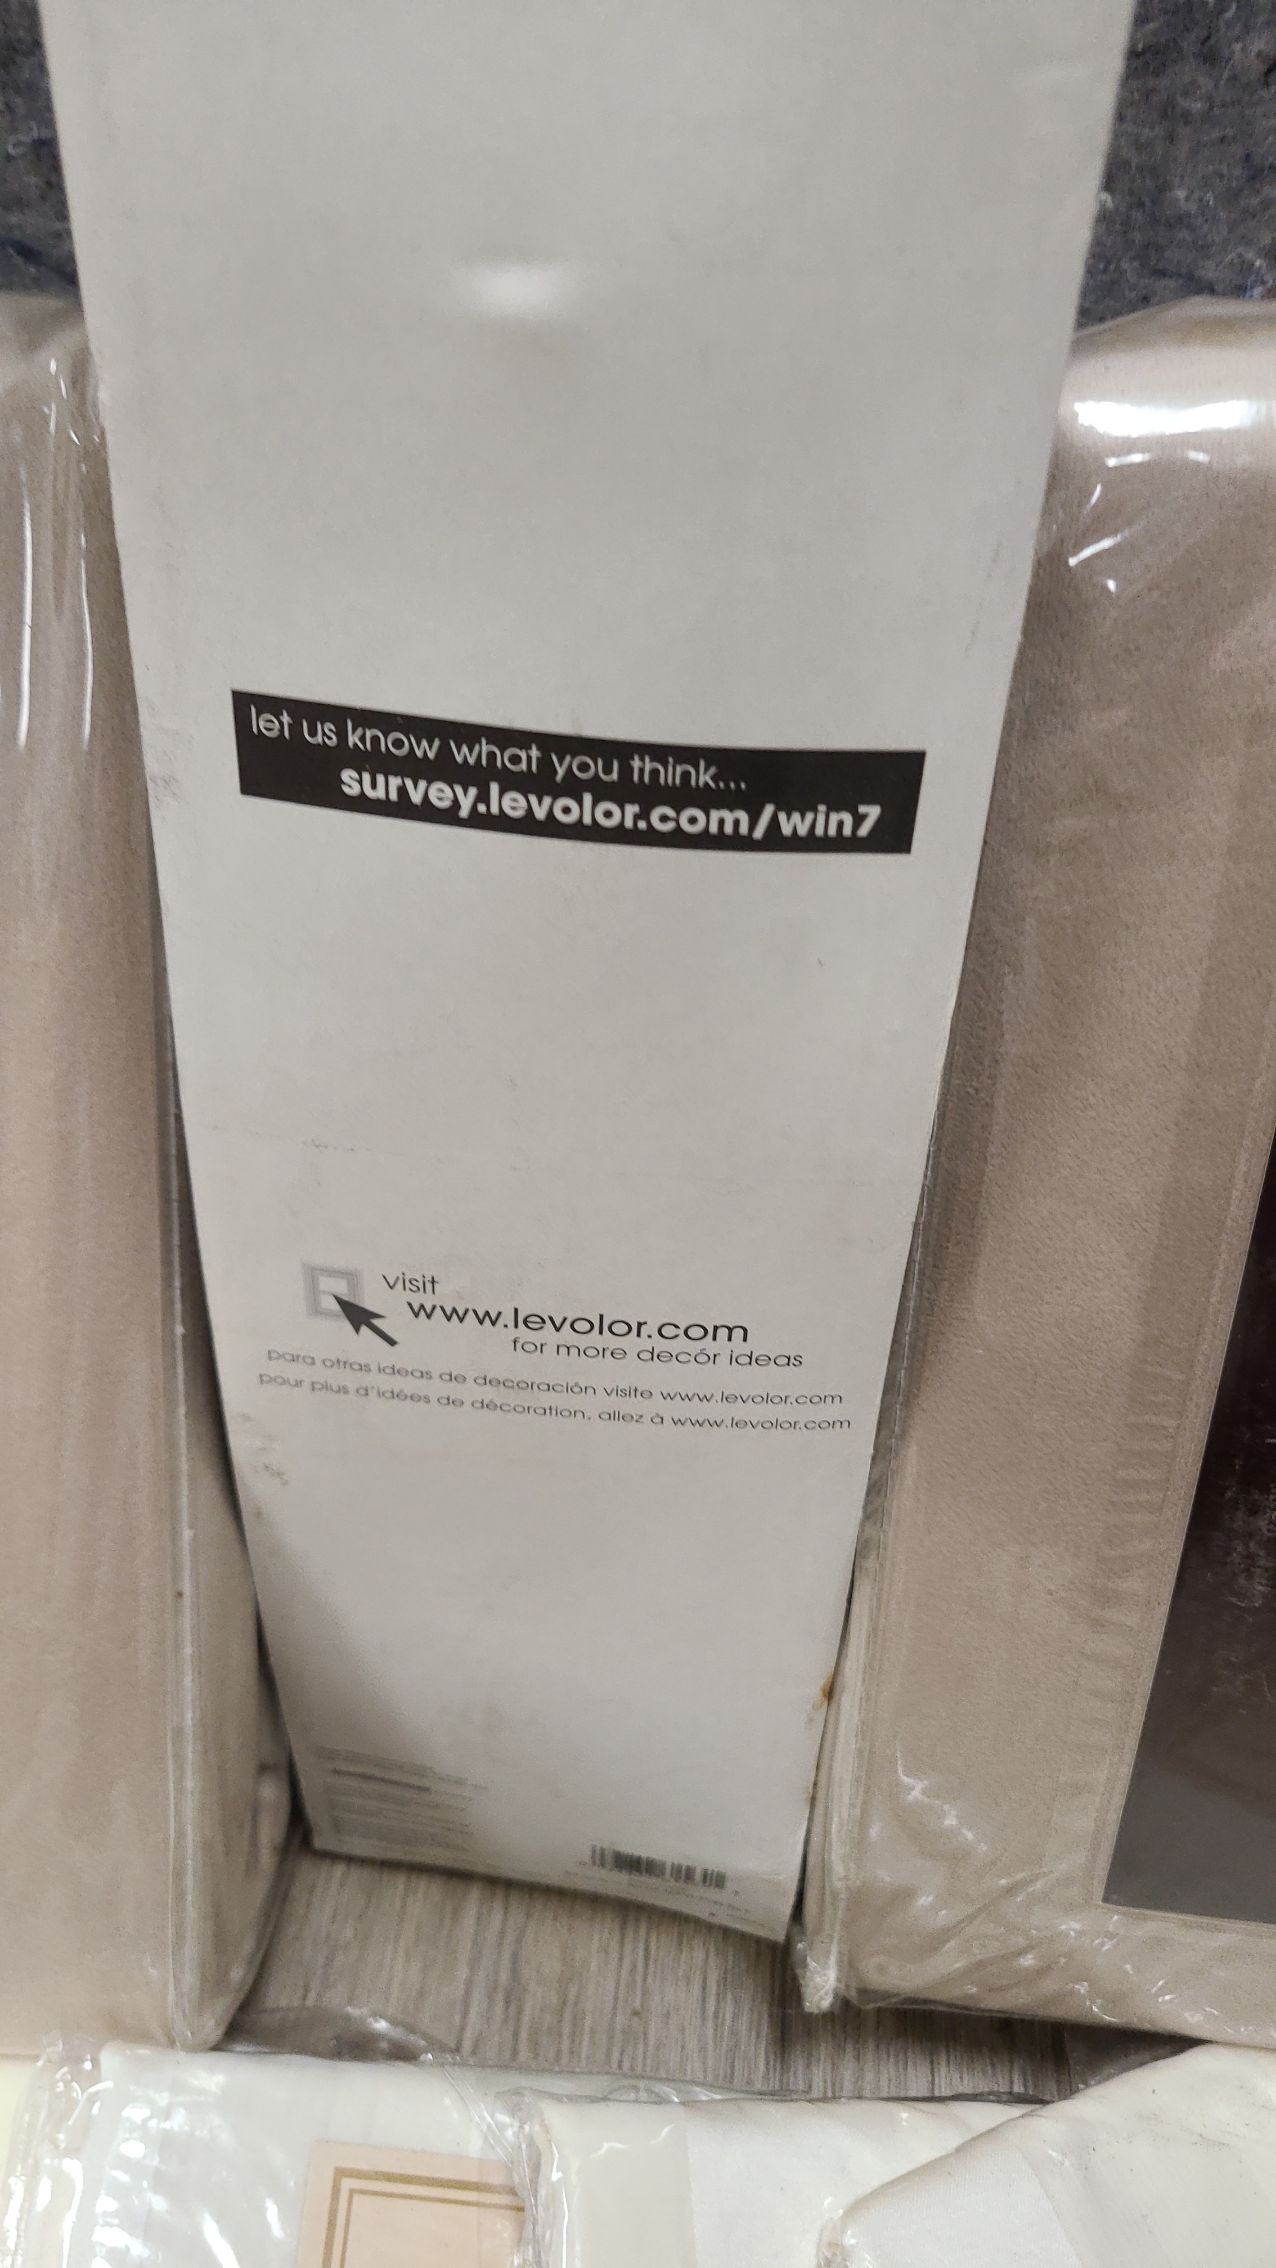 let us know what you think...
survey.levolor.com/win7
visit
www.levolor.com
for more decór ideas
para otras ideas de decoración visite www.levolor.com
pour plus d'idées de décoration, allez à www.levolor.com